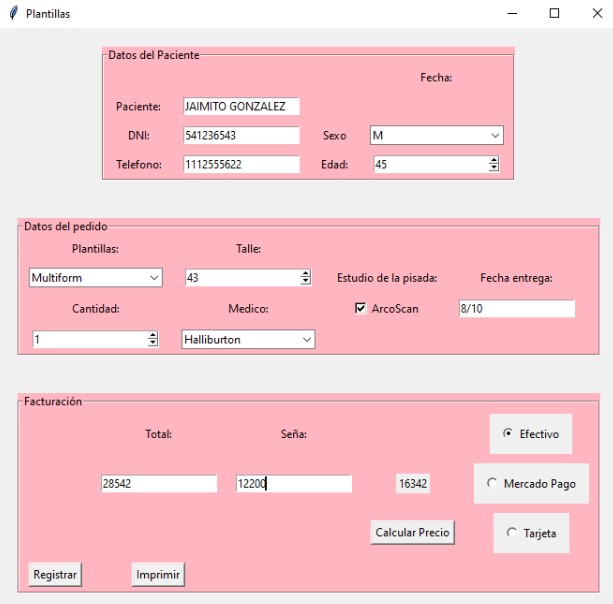 Plantillas
Datos del Paciente
Fecha:
Paciente: JAIMITO GONZALEZ
DNI: 541236543 Sexo M
Telefono: 1112555622 Edad: 45
Datos del pedido
Plantillas: Talle:
Multiform 43 Estudio de la pisada: Fecha entrega:
Cantidad: Medico: ArcoScan 8/10
1 Halliburton
Facturación
Total: Seña: Efectivo
28542 12200 16342 Mercado Pago
Calcular Precio Tarjeta
Registrar Imprimir